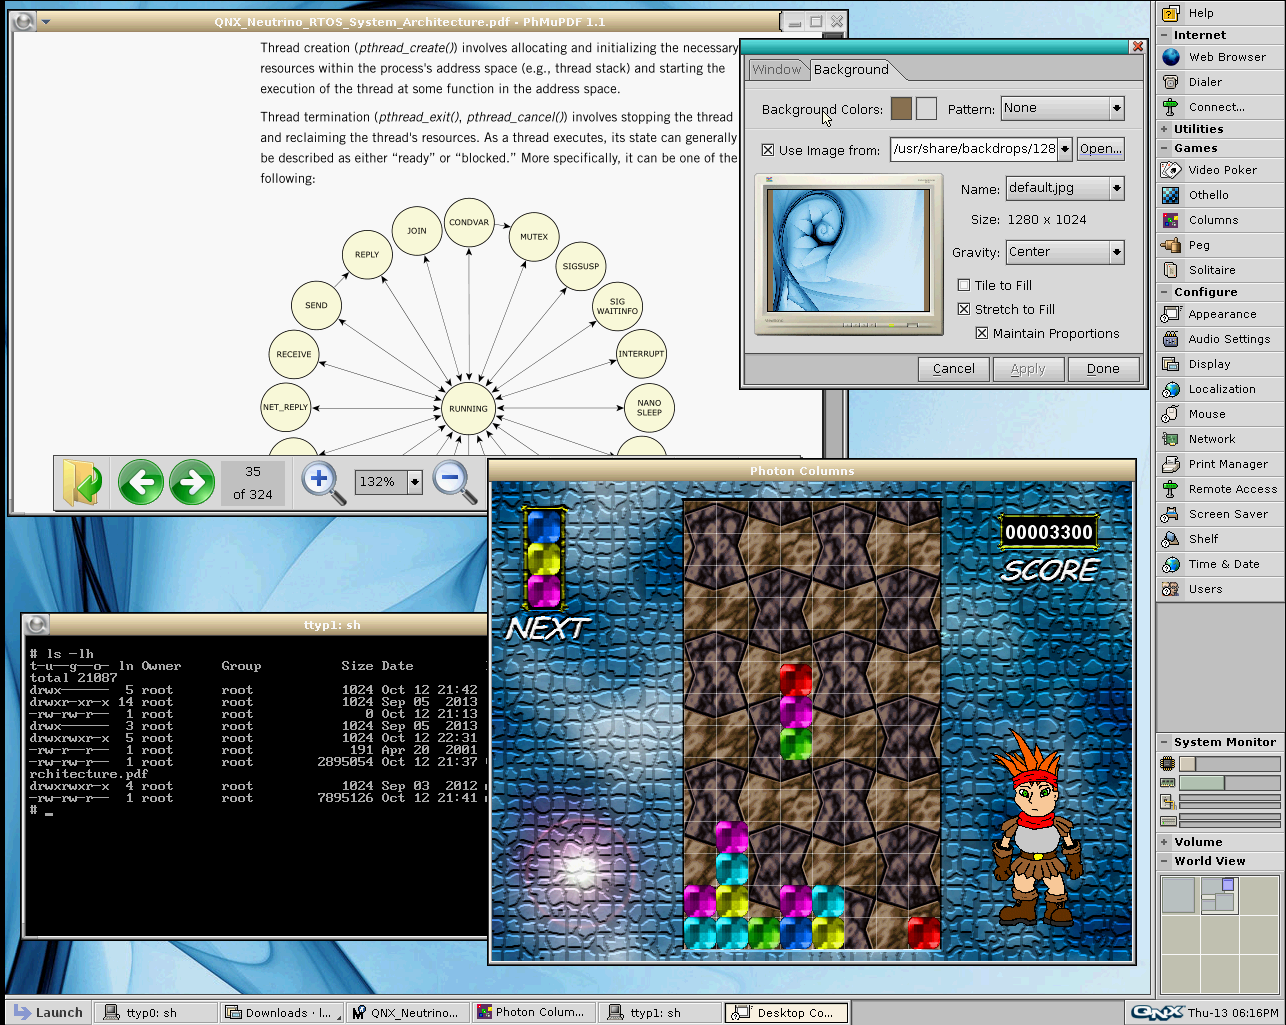 QNX_Neutrino_RTOS_System_Architecture.pdf - PhMuPDF 1.1
Thread creation (pthread_create()) involves allocating and initializing the necessary
resources within the process's address space (e.g., thread stack) and starting the
execution of the thread at some function in the address space.
Thread termination (pthread_exit(), pthread_cancel()) involves stopping the thread
and reclaiming the thread's resources. As a thread executes, its state can generally
be described as either “ready” or “blocked.” More specifically, it can be one of the
following:
CONDVAR
JOIN
MUTEX
REPLY
SIGSUSP
SEND
SIG
WAITINFO
RECEIVE
INTERRUPT
NET_REPLY
RUNNING
NANO
SLEEP
35
of 324
132%
Window
Background
Background Colors:
Pattern: None
Use Image from: /usr/share/backdrops/128 Open...
Name: default.jpg
Size: 1280 x 1024
Gravity: Center
Tile to Fill
Stretch to Fill
Maintain Proportions
Cancel Apply Done
ttyp1: sh
# ls -lh
t-u--g--o- ln Owner Group Size Date
total 21087
drwx------ 5 root root 1024 Oct 12 21:42
drwxr-xr-x 14 root root 1024 Sep 05 2013
-rw-rw-r-- 1 root root 0 Oct 12 21:13
drwx------ 3 root root 1024 Sep 05 2013
drwxrwxr-x 5 root root 1024 Oct 12 22:31
-rw-r--r-- 1 root root 191 Apr 20 2001
-rw-rw-r-- 1 root root 2895054 Oct 12 21:37
rchitecture.pdf
drwxrwxr-x 4 root root 1024 Sep 03 2012
-rw-rw-r-- 1 root root 7895126 Oct 12 21:41
# _
Photon Columns
NEXT
00003300
SCORE
Help
Internet
Web Browser
Dialer
Connect...
Utilities
Games
Video Poker
Othello
Columns
Peg
Solitaire
Configure
Appearance
Audio Settings
Display
Localization
Mouse
Network
Print Manager
Remote Access
Screen Saver
Shelf
Time & Date
Users
System Monitor
Volume
World View
Launch
ttyp0: sh
Downloads - l...
QNX_Neutrino...
Photon Colum...
ttyp1: sh
Desktop Co...
QNX
Thu-13 06:16PM